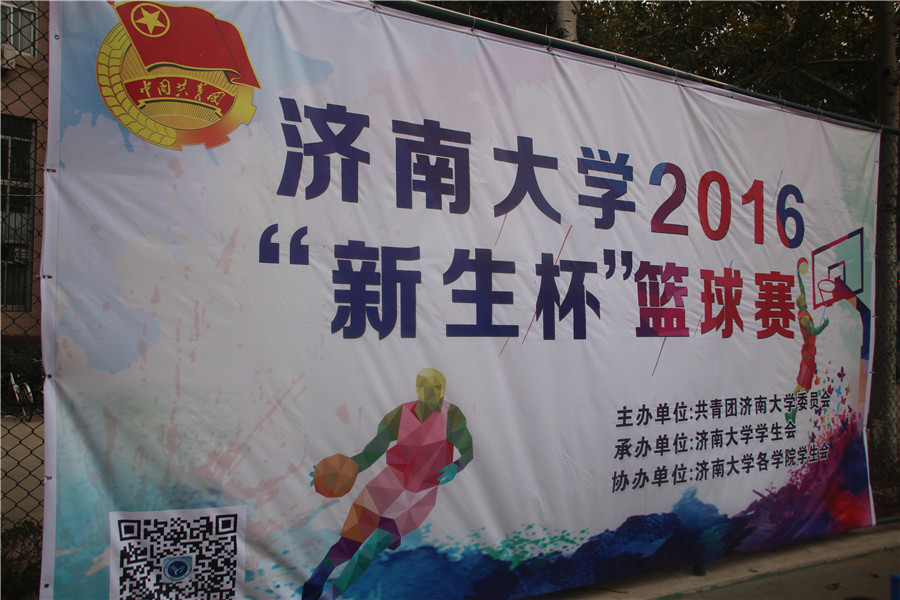 中国共青团
济南大学2016
“新生杯”篮球赛
主办单位:共青团济南大学委员会
承办单位:济南大学学生会
协办单位:济南大学各学院学生会